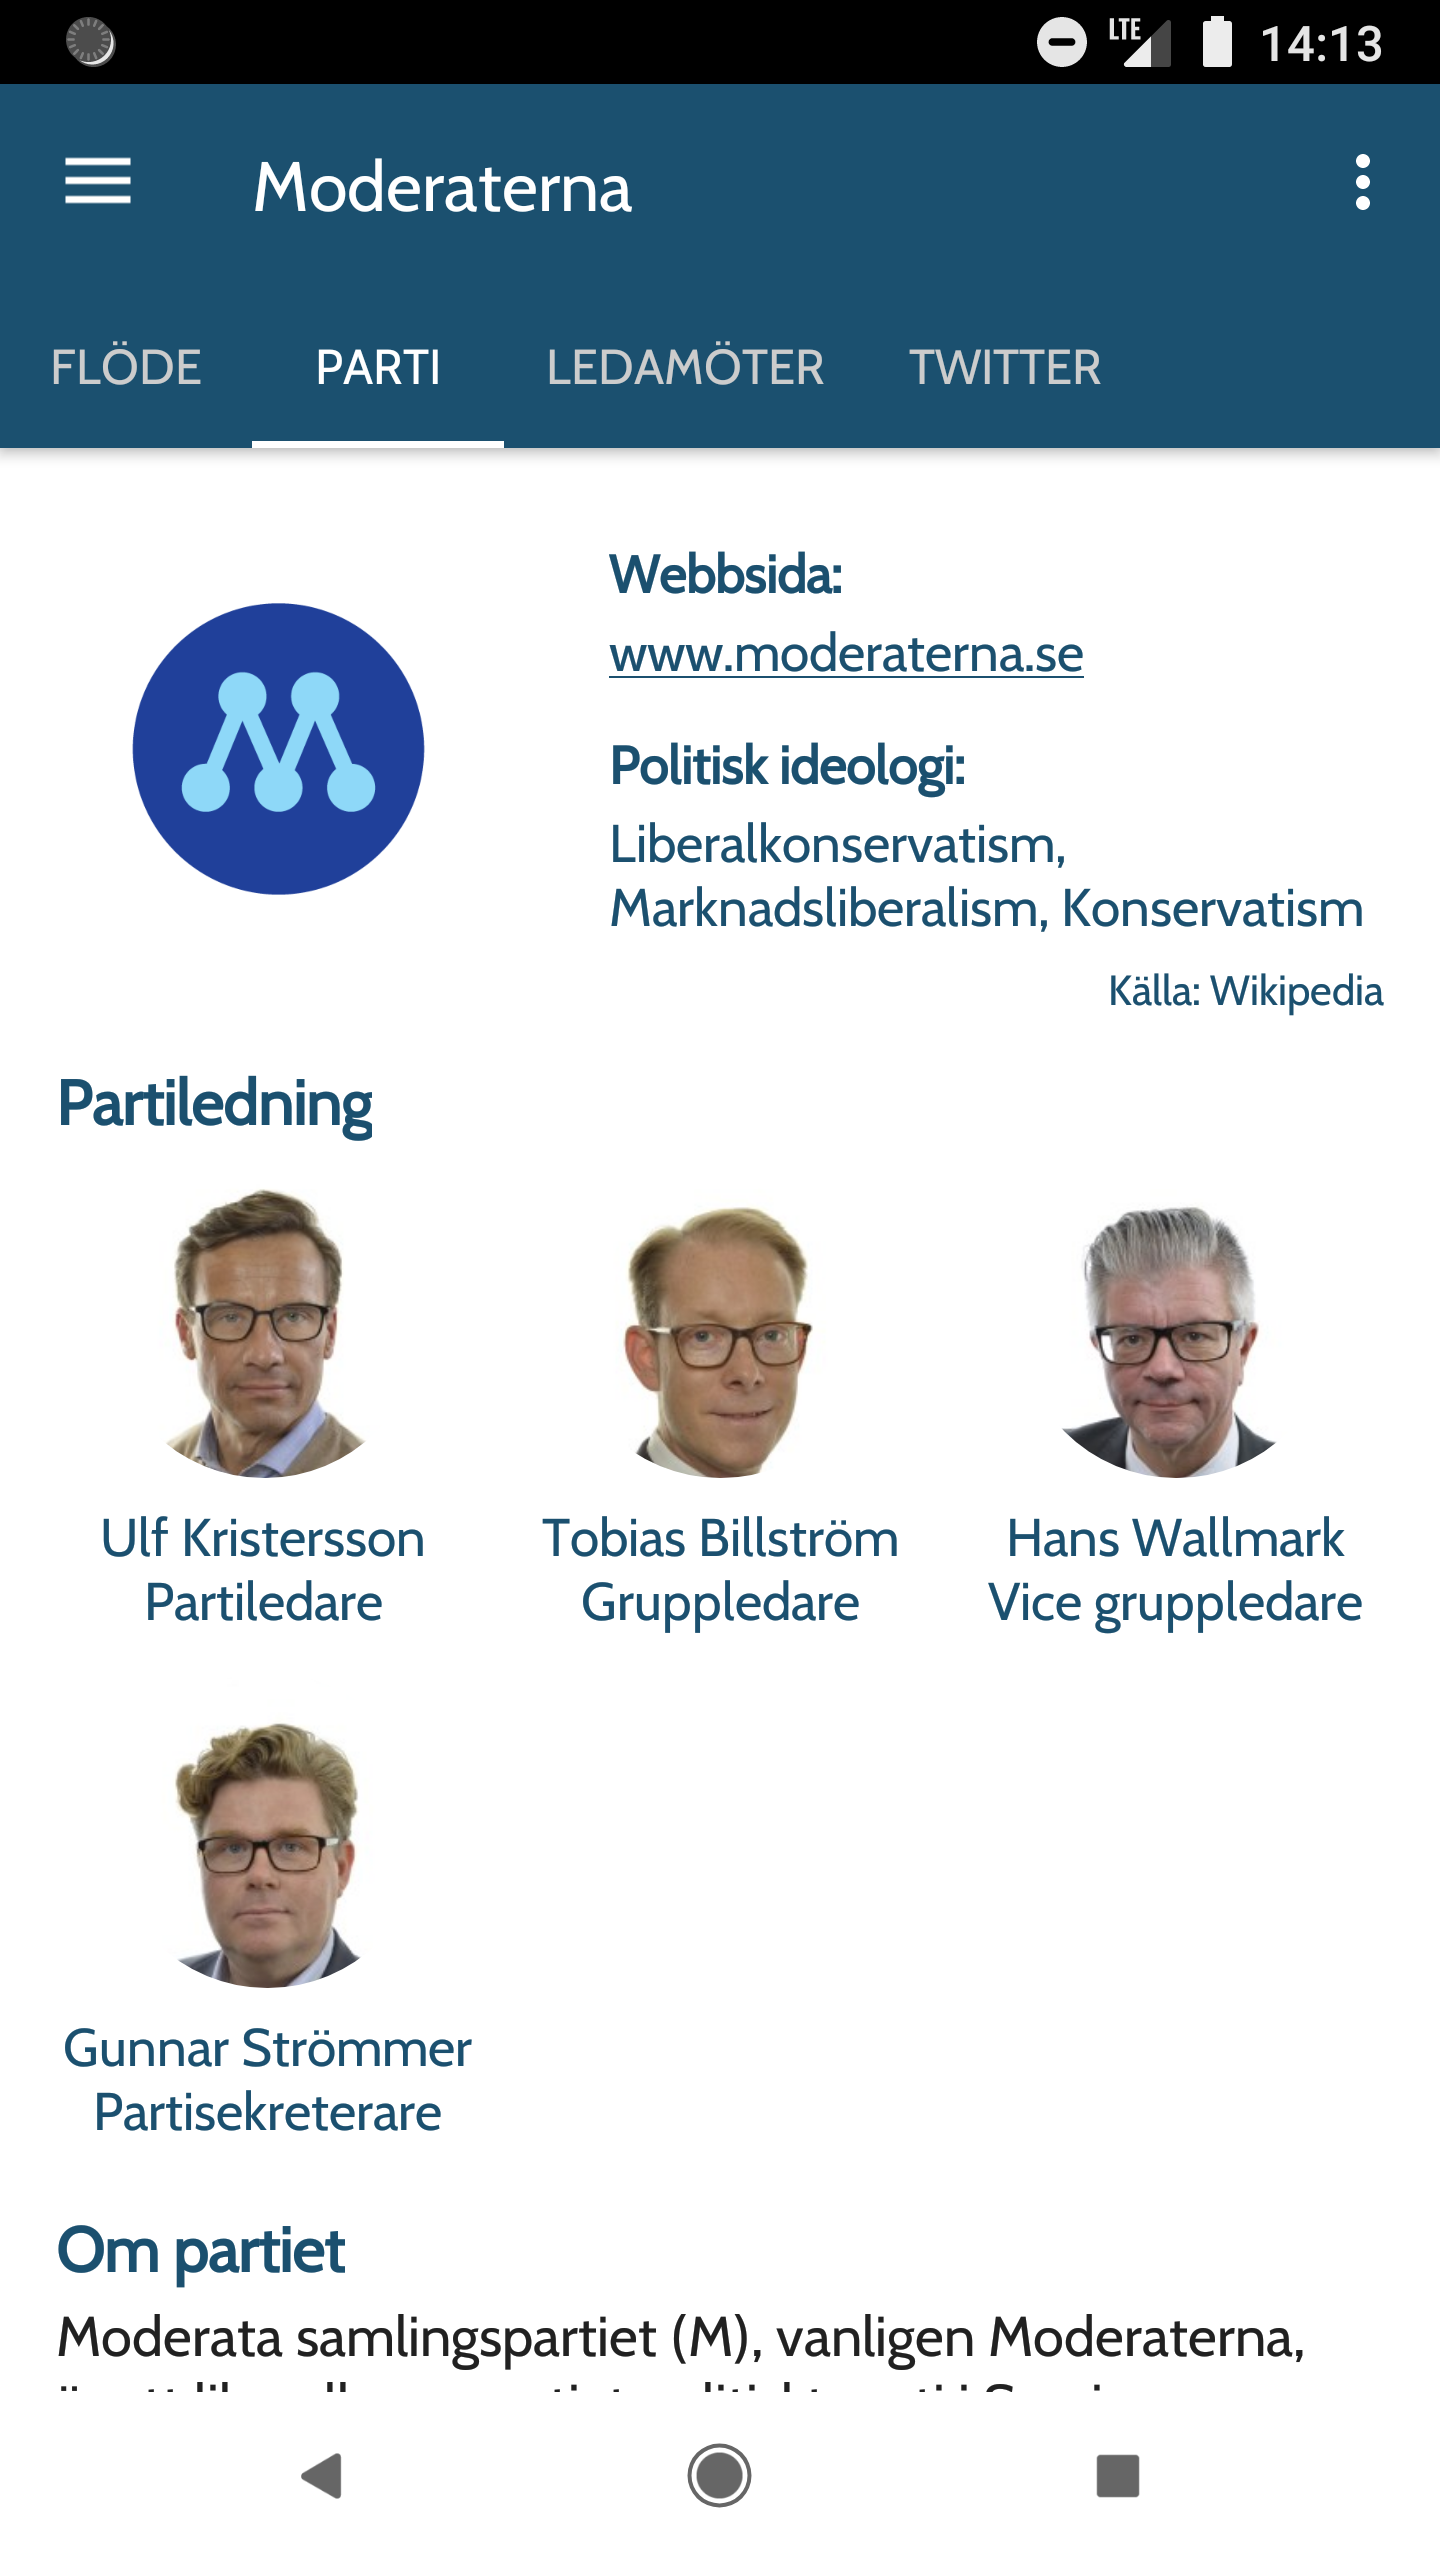 LTE 14:13
Moderaterna
FLÖDE PARTI LEDAMÖTER TWITTER
Webbsida:
www.moderaterna.se
Politisk ideologi:
Liberalkonservatism,
Marknadsliberalism, Konservatism
Källa: Wikipedia
Partiledning
Ulf Kristersson
Partiledare
Tobias Billström
Gruppledare
Hans Wallmark
Vice gruppledare
Gunnar Strömmer
Partisekreterare
Om partiet
Moderata samlingspartiet (M), vanligen Moderaterna,